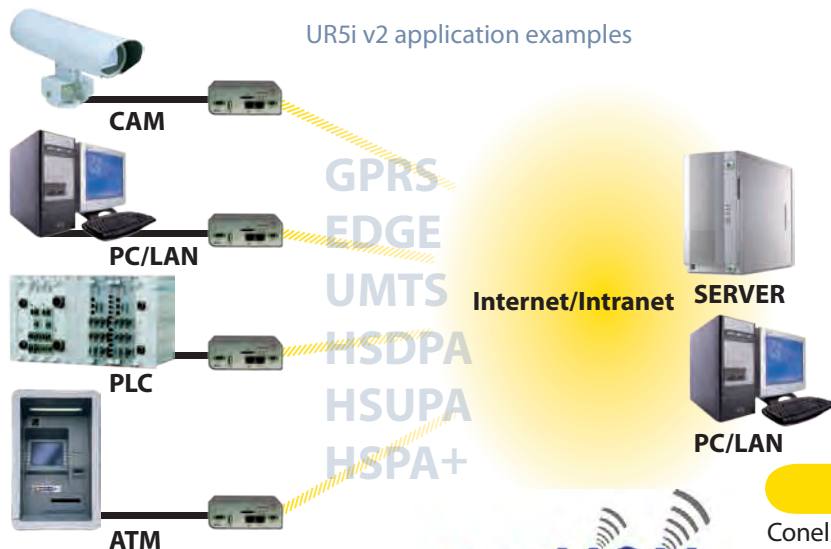 UR5i v2 application examples
CAM
PC/LAN
PLC
ATM
GPRS
EDGE
UMTS
HSDPA
HSUPA
HSPA+
Internet/Intranet
SERVER
PC/LAN
Conel